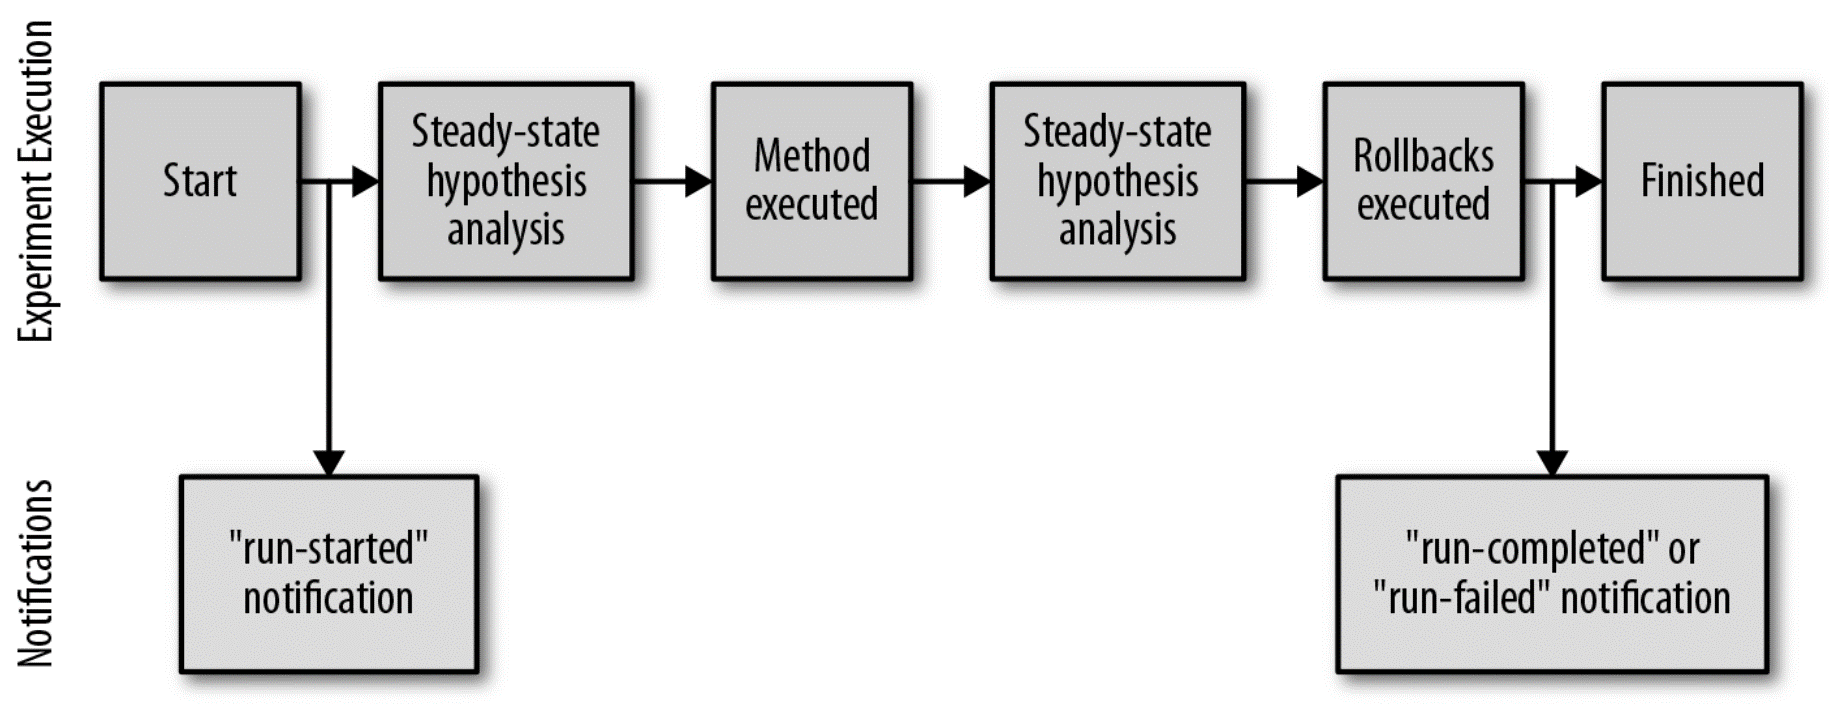 Experiment Execution
Start
Steady-state
hypothesis
analysis
Method
executed
Steady-state
hypothesis
analysis
Rollbacks
executed
Finished
Notifications
"run-started"
notification
"run-completed" or
"run-failed" notification